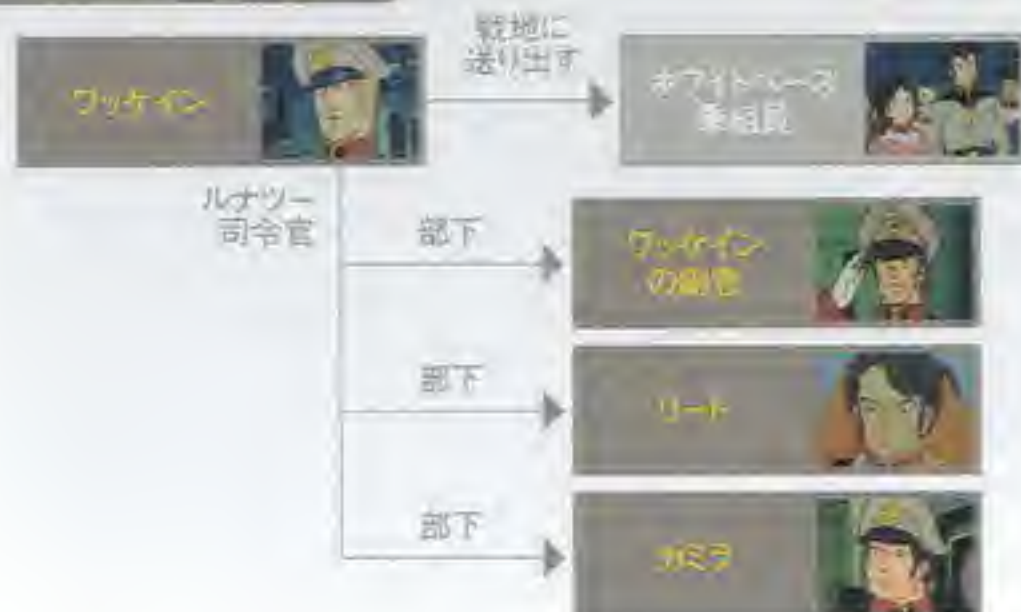 戦地に
送り出す
ワッケイン
ホワイトベース
乗組員
ルナツー
司令官
部下
ワッケイン
の副官
部下
リード
部下
カミラ